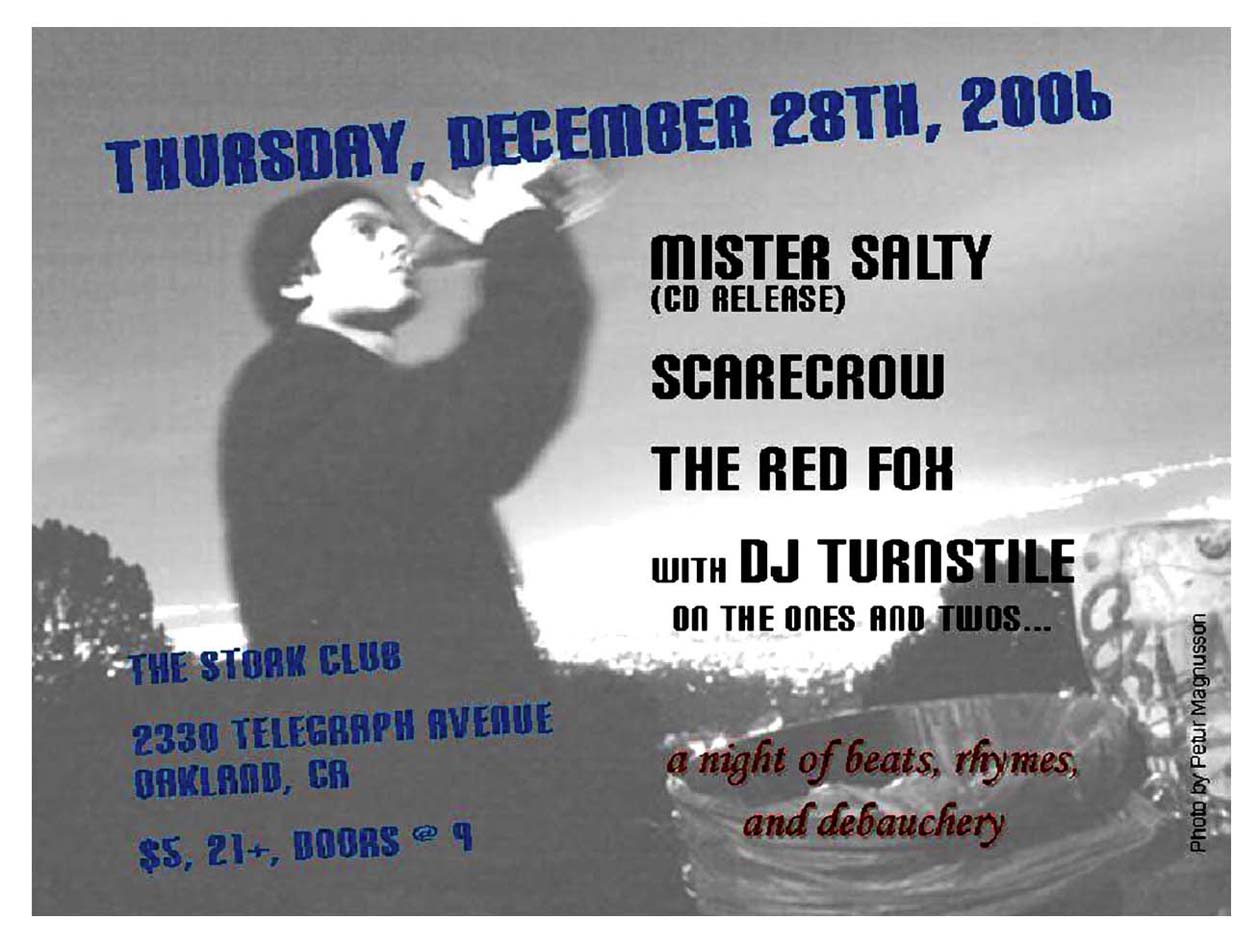 THURSDAY, DECEMBER 28TH, 2006
MISTER SALTY
(CD RELEASE)
SCARECROW
THE RED FOX
WITH DJ TURNSTILE
ON THE ONES AND TWOS...
THE STORK CLUB
2330 TELEGRAPH AVENUE
OAKLAND, CA
$5, 21+, DOORS @ 9
a night of beats, rhymes,
and debauchery
Photo by Petur Magnusson